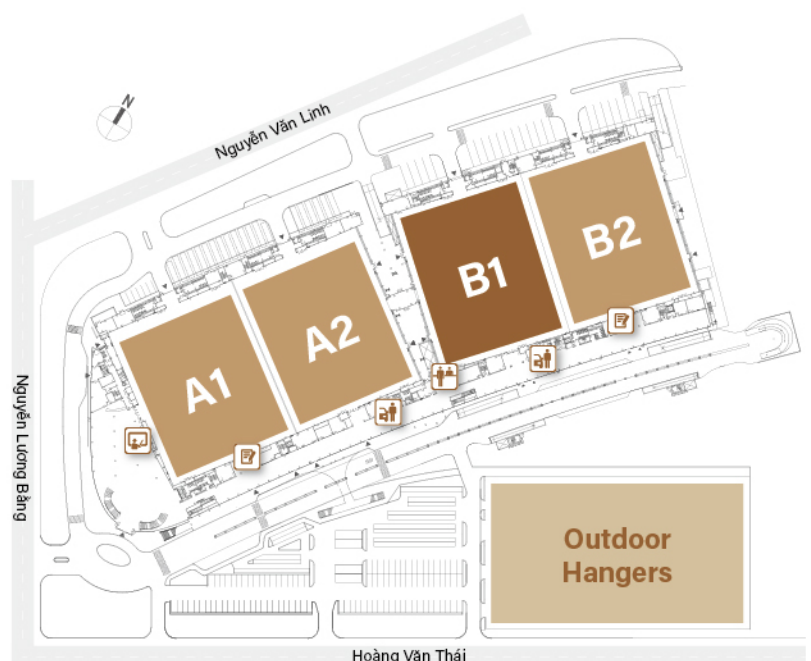 N
Nguyễn Văn Linh
B2
B1
A2
A1
Nguyễn Lương Bằng
Outdoor
Hangers
Hoàng Văn Thái